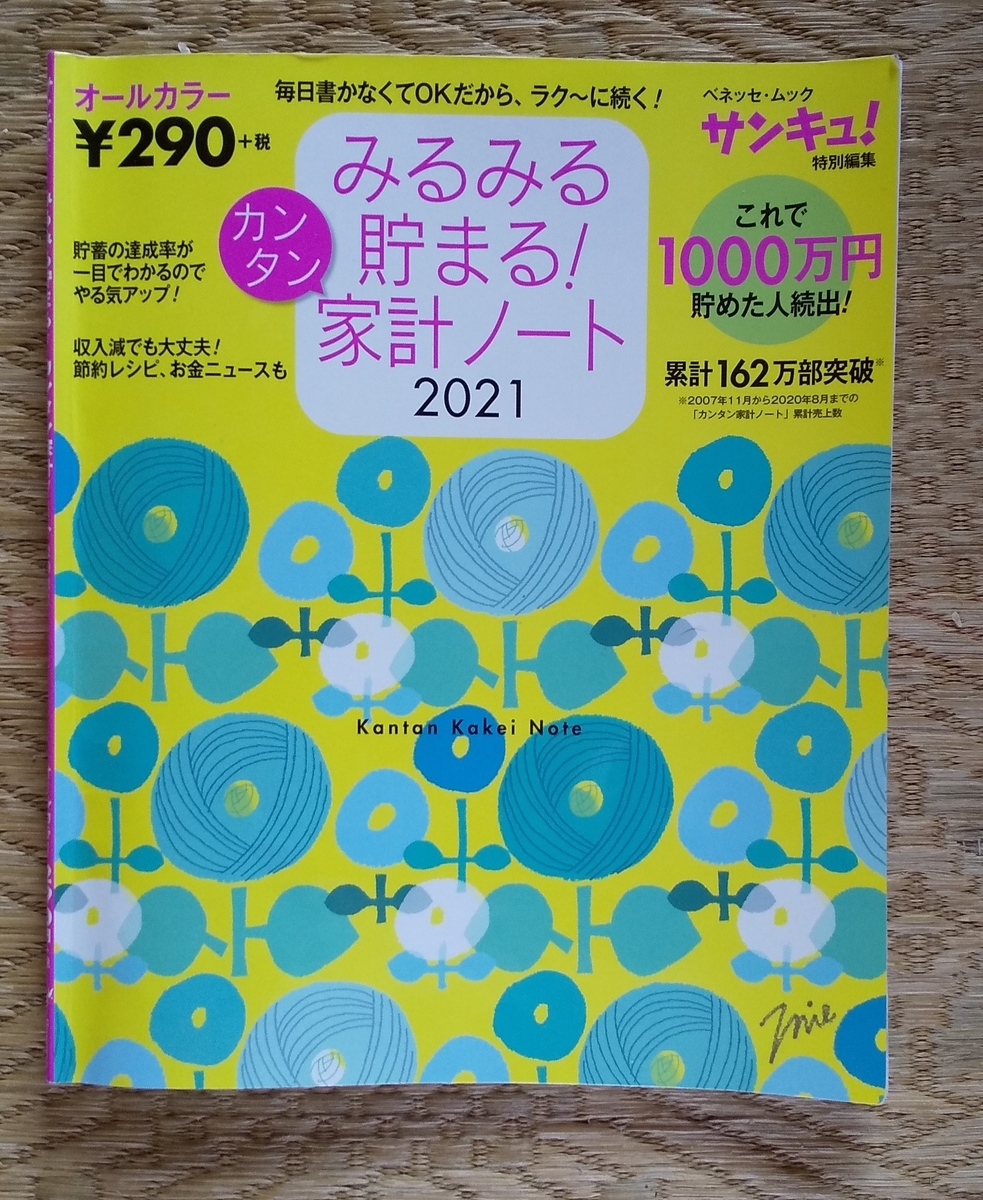 オールカラー
¥290+税
毎日書かなくてOKだから、ラク〜に続く!
ベネッセ・ムック
サンキュ!
特別編集
みるみる
貯まる!
カン
タン
家計ノート
2021
貯蓄の達成率が
一目でわかるので
やる気アップ!
収入減でも大丈夫!
節約レシピ、お金ニュースも
これで
1000万円
貯めた人続出!
累計162万部突破※
※2007年11月から2020年8月までの
「カンタン家計ノート」累計売上数
Kantan Kakei Note